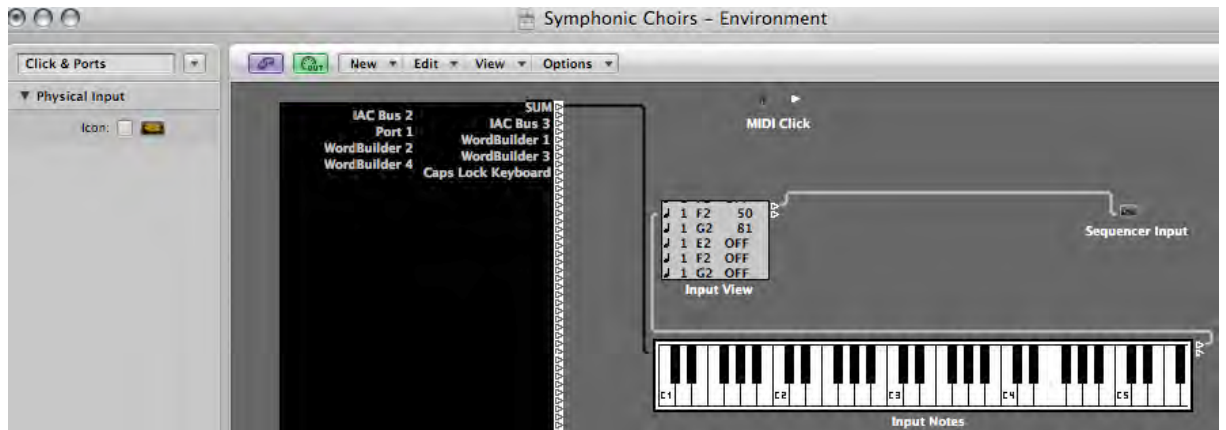 Symphonic Choirs – Environment
Click & Ports
New Edit View Options
Physical Input
Icon:
SUM
IAC Bus 2
IAC Bus 3
Port 1
WordBuilder 1
WordBuilder 2
WordBuilder 3
WordBuilder 4
Caps Lock Keyboard
MIDI Click
1 F2 50
1 G2 81
1 E2 OFF
1 F2 OFF
1 G2 OFF
Input View
Sequencer Input
C1 C2 C3 C4 C5
Input Notes